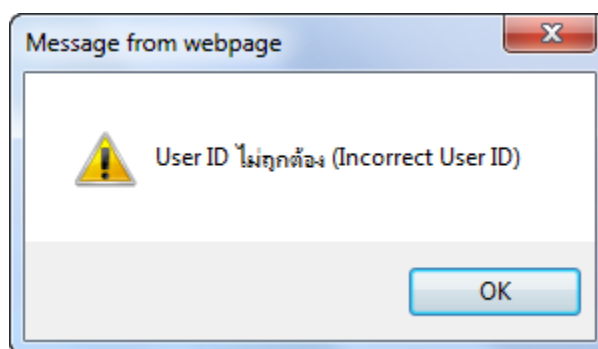 Message from webpage
User ID ไม่ถูกต้อง (Incorrect User ID)
OK